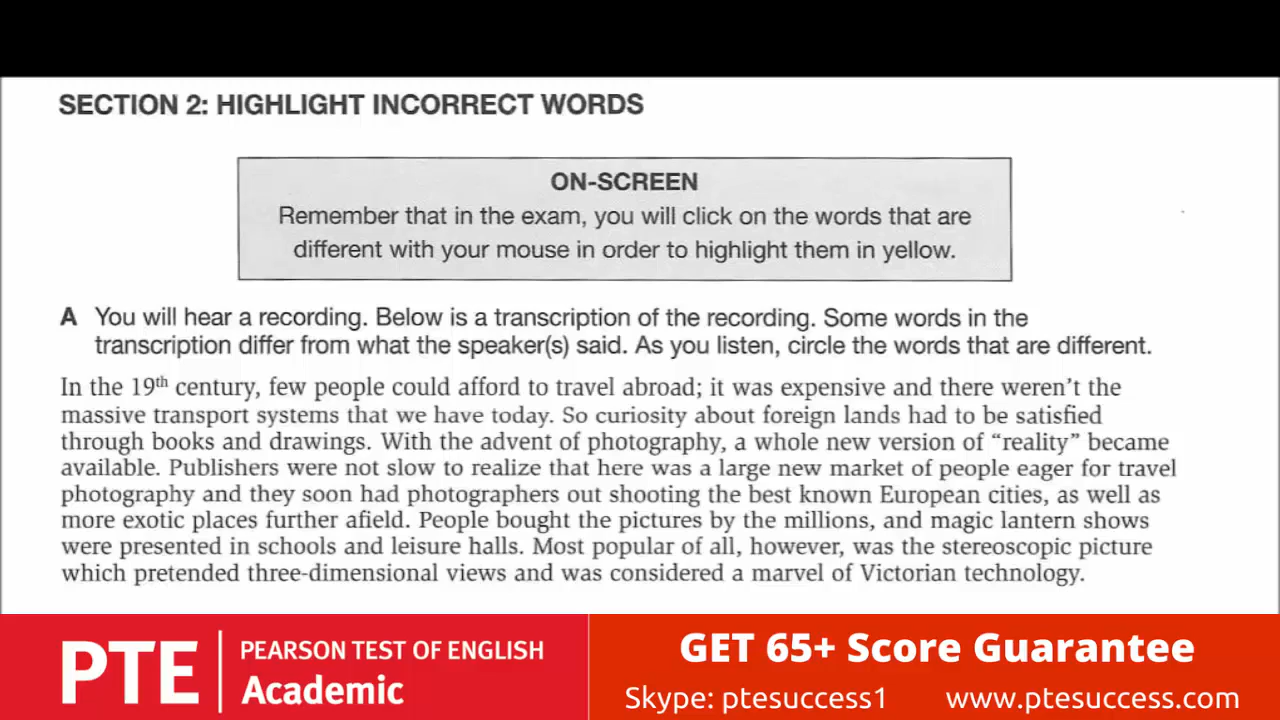 SECTION 2: HIGHLIGHT INCORRECT WORDS
ON-SCREEN
Remember that in the exam, you will click on the words that are
different with your mouse in order to highlight them in yellow.
A You will hear a recording. Below is a transcription of the recording. Some words in the
transcription differ from what the speaker(s) said. As you listen, circle the words that are different.
In the 19th century, few people could afford to travel abroad; it was expensive and there weren't the
massive transport systems that we have today. So curiosity about foreign lands had to be satisfied
through books and drawings. With the advent of photography, a whole new version of "reality" became
available. Publishers were not slow to realize that here was a large new market of people eager for travel
photography and they soon had photographers out shooting the best known European cities, as well as
more exotic places further afield. People bought the pictures by the millions, and magic lantern shows
were presented in schools and leisure halls. Most popular of all, however, was the stereoscopic picture
which pretended three-dimensional views and was considered a marvel of Victorian technology.
PTE
PEARSON TEST OF ENGLISH
Academic
GET 65+ Score Guarantee
Skype: ptesuccess1 www.ptesuccess.com